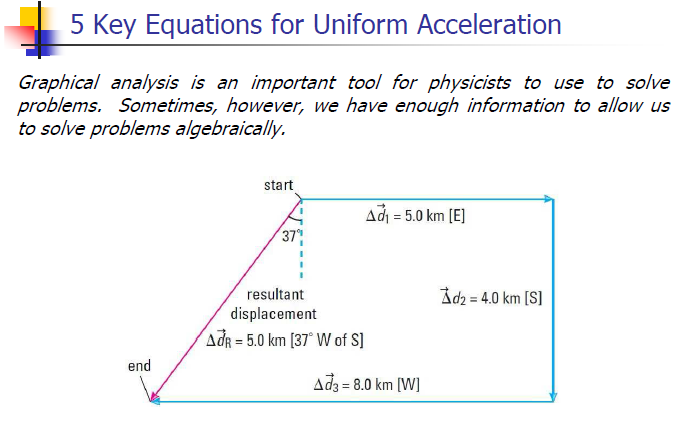 5 Key Equations for Uniform Acceleration
Graphical analysis is an important tool for physicists to use to solve
problems. Sometimes, however, we have enough information to allow us
to solve problems algebraically.
start
Δd⃗₁ = 5.0 km [E]
37°
Δd⃗₂ = 4.0 km [S]
resultant
displacement
Δd⃗R = 5.0 km [37° W of S]
end
Δd⃗₃ = 8.0 km [W]